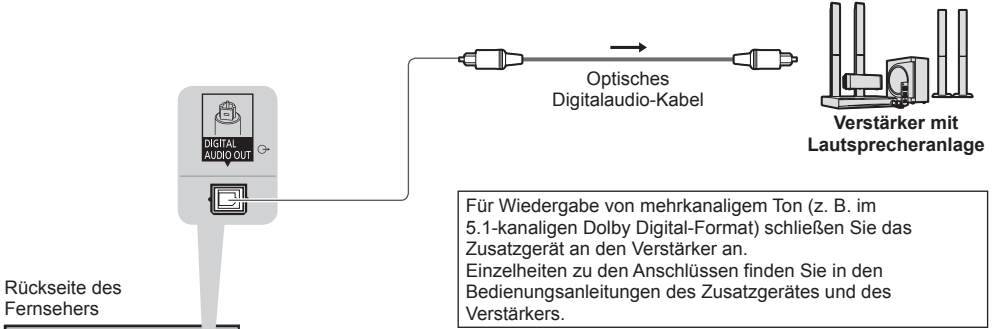 Optisches
Digitalaudio-Kabel
Verstärker mit
Lautsprecheranlage
DIGITAL
AUDIO OUT
Für Wiedergabe von mehrkanaligem Ton (z. B. im
5.1-kanaligen Dolby Digital-Format) schließen Sie das
Zusatzgerät an den Verstärker an.
Einzelheiten zu den Anschlüssen finden Sie in den
Bedienungsanleitungen des Zusatzgerätes und des
Verstärkers.
Rückseite des
Fernsehers